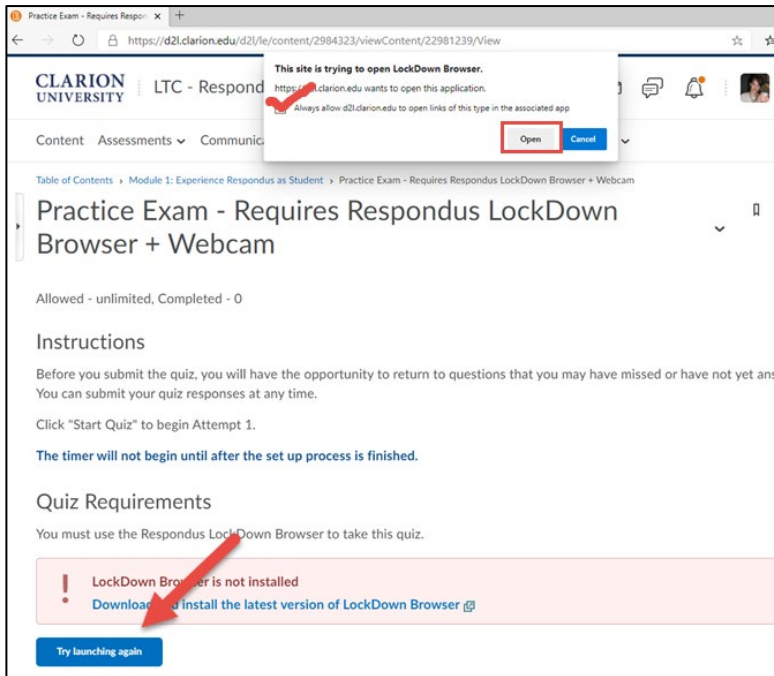 Practice Exam - Requires Respon
https://d2l.clarion.edu/d2l/le/content/2984323/viewContent/22981239/View
This site is trying to open LockDown Browser.
https://d2l.clarion.edu wants to open this application.
Always allow d2l.clarion.edu to open links of this type in the associated app
Open Cancel
CLARION
UNIVERSITY
LTC - Respond
Content Assessments Communic
Table of Contents › Module 1: Experience Respondus as Student › Practice Exam - Requires Respondus LockDown Browser + Webcam
Practice Exam - Requires Respondus LockDown
Browser + Webcam
Allowed - unlimited, Completed - 0
Instructions
Before you submit the quiz, you will have the opportunity to return to questions that you may have missed or have not yet ans
You can submit your quiz responses at any time.
Click "Start Quiz" to begin Attempt 1.
The timer will not begin until after the set up process is finished.
Quiz Requirements
You must use the Respondus LockDown Browser to take this quiz.
LockDown Browser is not installed
Download and install the latest version of LockDown Browser
Try launching again